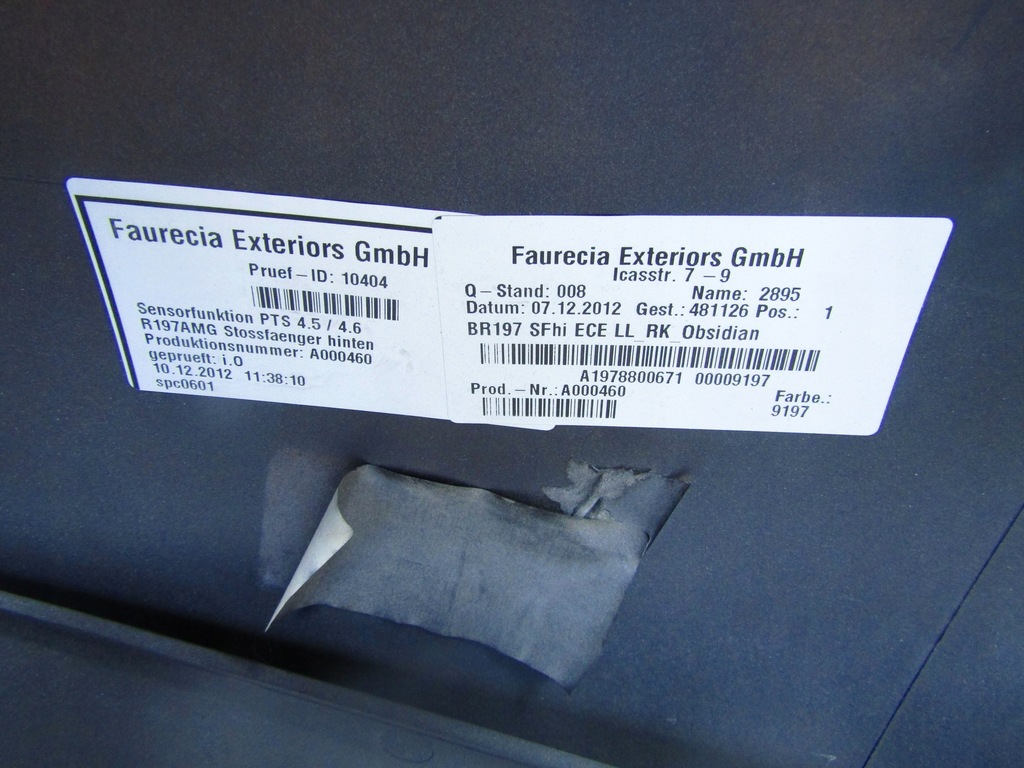 Faurecia Exteriors GmbH
Pruef-ID: 10404
Sensorfunktion PTS 4.5 / 4.6
R197AMG Stossfaenger hinten
Produktionsnummer: A000460
geprueft: i.O
10.12.2012 11:38:10
spc0601
Faurecia Exteriors GmbH
Icasstr. 7-9
Q-Stand: 008 Name: 2895
Datum: 07.12.2012 Gest.: 481126 Pos.: 1
BR197 SFhi ECE LL_RK_Obsidian
A1978800671 00009197
Prod.-Nr.: A000460 Farbe.:
9197